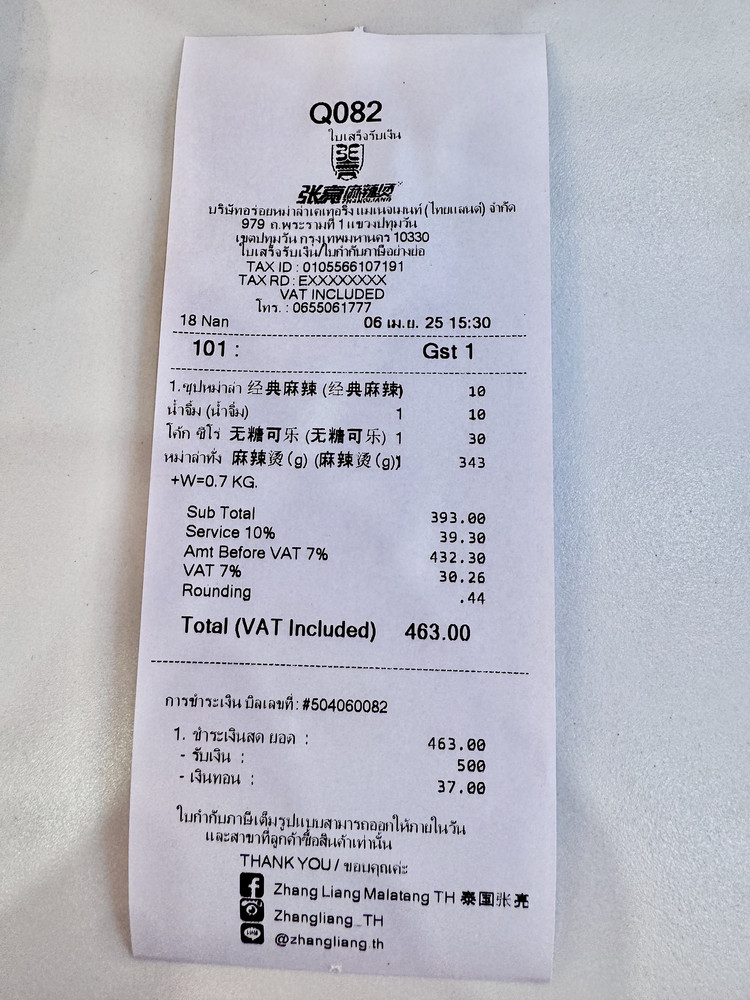 Q082
ใบเสร็จรับเงิน
张亮麻辣烫
บริษัทอร่อยหม่าล่าเคเทอริ่ง แมเนจเมนท์ (ไทยแลนด์) จำกัด
979 ถ.พระรามที่ 1 แขวงปทุมวัน
เขตปทุมวัน กรุงเทพมหานคร 10330
ใบเสร็จรับเงิน/ใบกำกับภาษีอย่างย่อ
TAX ID : 0105566107191
TAX RD : EXXXXXXXX
VAT INCLUDED
โทร. : 0655061777
18 Nan 06 เม.ย. 25 15:30
101 : Gst 1
1.ซุปหม่าล่า 经典麻辣 (经典麻辣) 10
น้ำจิ้ม (น้ำจิ้ม) 1 10
โค้ก ซีโร่ 无糖可乐 (无糖可乐) 1 30
หม่าล่าทั่ง 麻辣烫(g) (麻辣烫(g))1 343
+W=0.7 KG.
Sub Total 393.00
Service 10% 39.30
Amt Before VAT 7% 432.30
VAT 7% 30.26
Rounding .44
Total (VAT Included) 463.00
การชำระเงิน บิลเลขที่: #504060082
1. ชำระเงินสด ยอด : 463.00
- รับเงิน : 500
- เงินทอน : 37.00
ใบกำกับภาษีเต็มรูปแบบสามารถออกให้ภายในวัน
และสาขาที่ลูกค้าซื้อสินค้าเท่านั้น
THANK YOU / ขอบคุณค่ะ
Zhang Liang Malatang TH 泰国张亮
Zhangliang_TH
@zhangliang.th